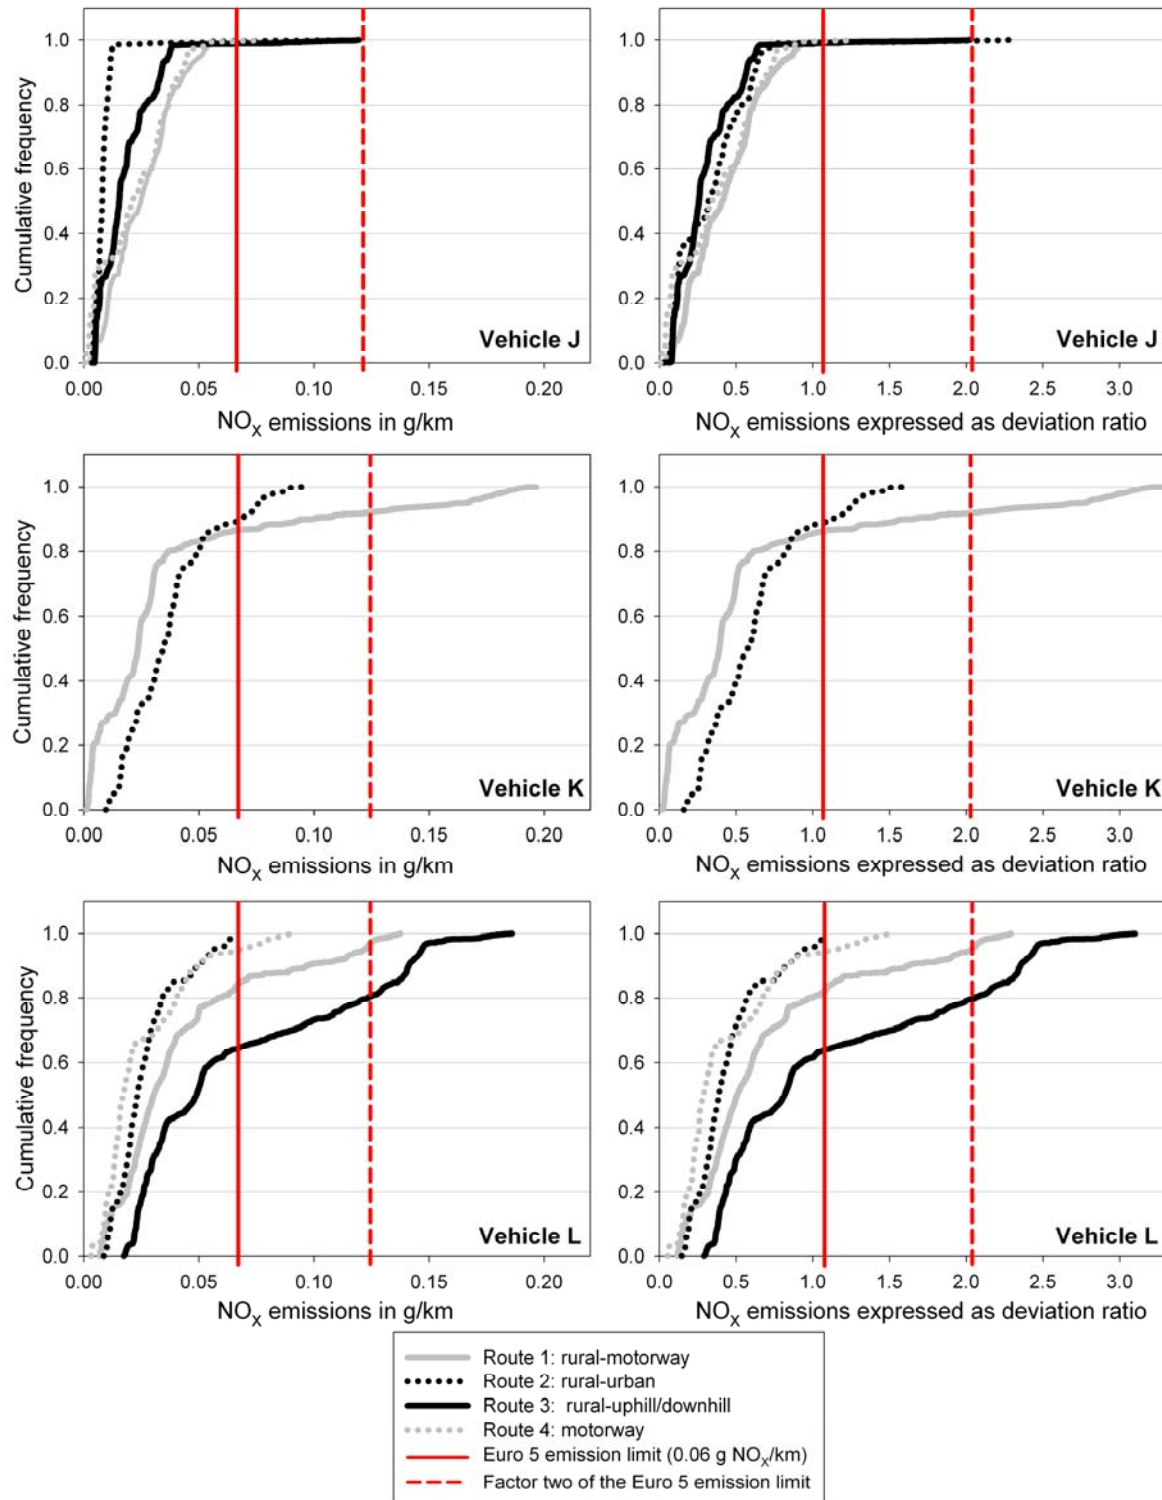 1.0
0.8
0.6
0.4
0.2
0.0
Cumulative frequency
Vehicle J
0.00 0.05 0.10 0.15 0.20
NOX emissions in g/km
1.0
0.8
0.6
0.4
0.2
0.0
Vehicle J
0.0 0.5 1.0 1.5 2.0 2.5 3.0
NOX emissions expressed as deviation ratio
1.0
0.8
0.6
0.4
0.2
0.0
Cumulative frequency
Vehicle K
0.00 0.05 0.10 0.15 0.20
NOX emissions in g/km
1.0
0.8
0.6
0.4
0.2
0.0
Cumulative frequency
Vehicle K
0.0 0.5 1.0 1.5 2.0 2.5 3.0
NOX emissions expressed as deviation ratio
1.0
0.8
0.6
0.4
0.2
0.0
Cumulative frequency
Vehicle L
0.00 0.05 0.10 0.15 0.20
NOX emissions in g/km
1.0
0.8
0.6
0.4
0.2
0.0
Vehicle L
0.0 0.5 1.0 1.5 2.0 2.5 3.0
NOX emissions expressed as deviation ratio
Route 1: rural-motorway
Route 2: rural-urban
Route 3: rural-uphill/downhill
Route 4: motorway
Euro 5 emission limit (0.06 g NOX/km)
Factor two of the Euro 5 emission limit